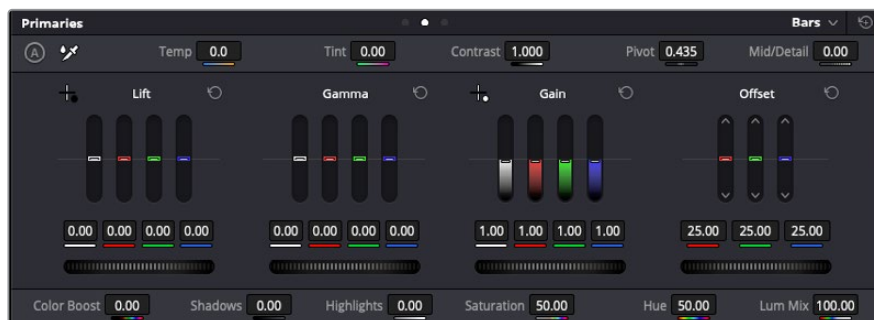 Primaries Bars
A Temp 0.0 Tint 0.00 Contrast 1.000 Pivot 0.435 Mid/Detail 0.00
Lift Gamma Gain Offset
0.00 0.00 0.00 0.00 0.00 0.00 0.00 0.00 1.00 1.00 1.00 1.00 25.00 25.00 25.00
Color Boost 0.00 Shadows 0.00 Highlights 0.00 Saturation 50.00 Hue 50.00 Lum Mix 100.00